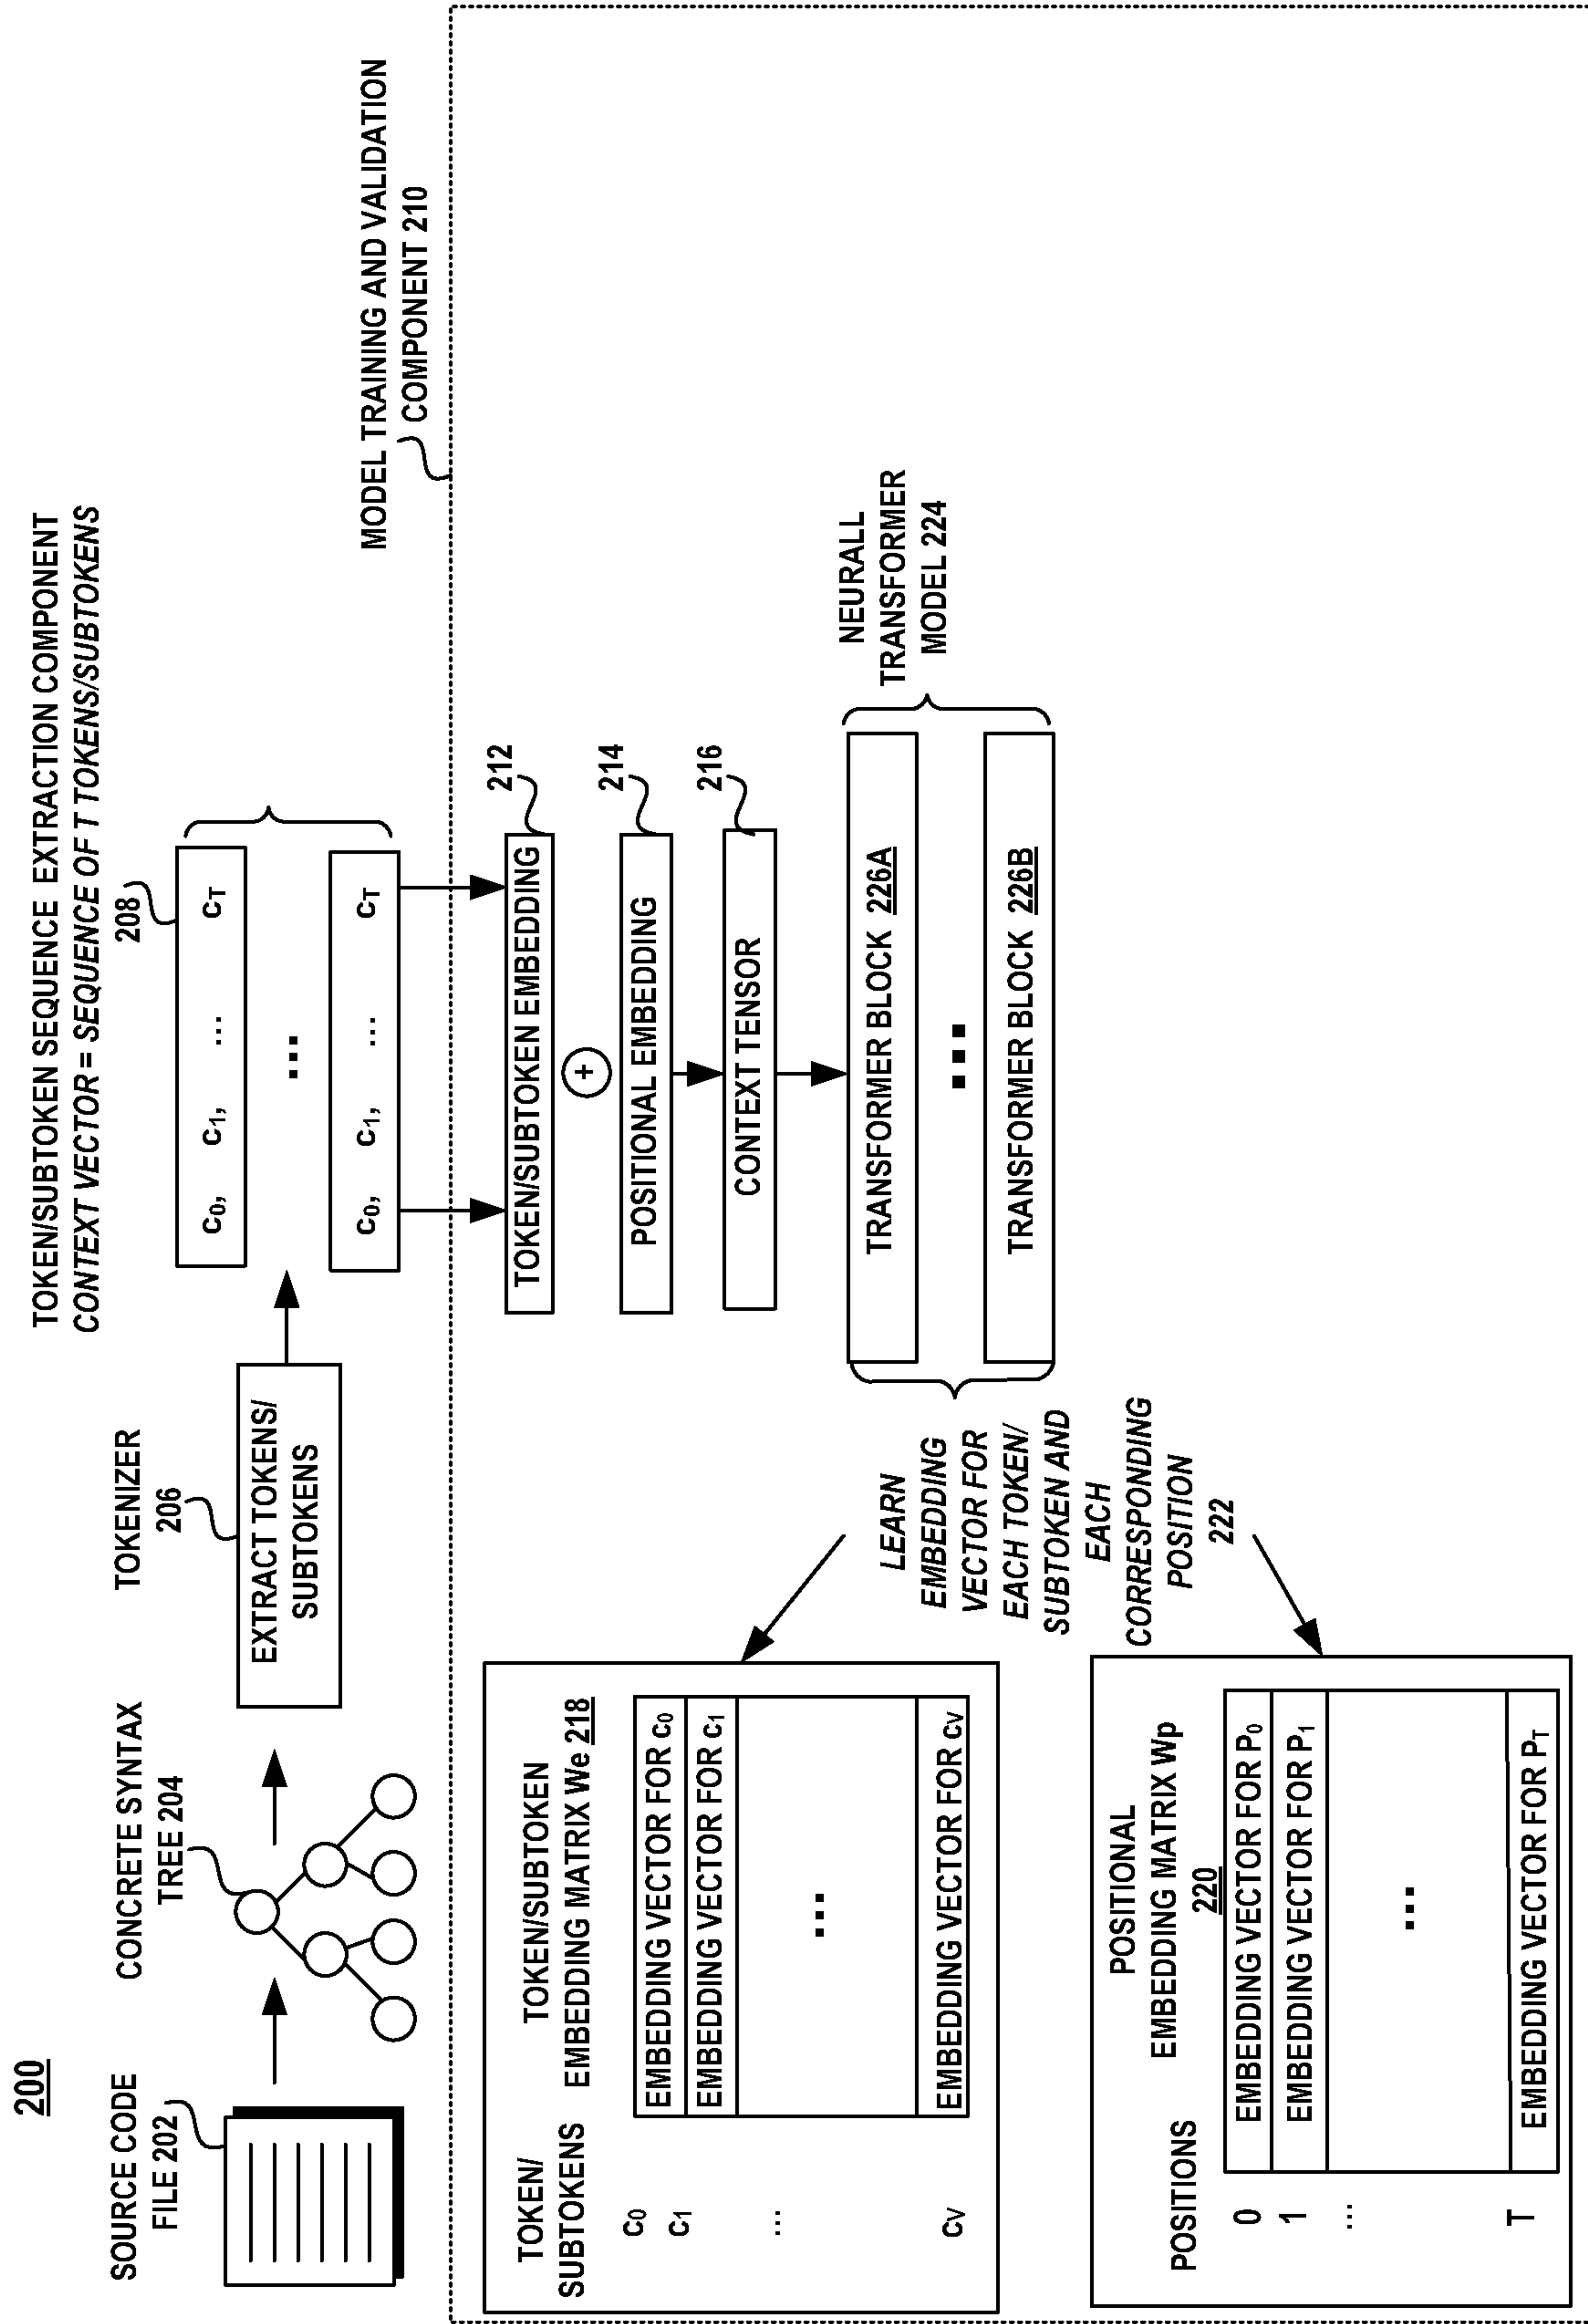 200
SOURCE CODE
FILE 202
CONCRETE SYNTAX
TREE 204
TOKENIZER
206
EXTRACT TOKENS/
SUBTOKENS
TOKEN/SUBTOKEN SEQUENCE EXTRACTION COMPONENT
CONTEXT VECTOR = SEQUENCE OF T TOKENS/SUBTOKENS
208
c0, c1, ... cT
...
c0, c1, ... cT
MODEL TRAINING AND VALIDATION
COMPONENT 210
TOKEN/SUBTOKEN EMBEDDING
212
+
POSITIONAL EMBEDDING
214
CONTEXT TENSOR
216
TRANSFORMER BLOCK 226A
...
TRANSFORMER BLOCK 226B
NEURALL
TRANSFORMER
MODEL 224
LEARN
EMBEDDING
VECTOR FOR
EACH TOKEN/
SUBTOKEN AND
EACH
CORRESPONDING
POSITION
222
TOKEN/
SUBTOKENS
TOKEN/SUBTOKEN
EMBEDDING MATRIX We 218
c0 EMBEDDING VECTOR FOR c0
c1 EMBEDDING VECTOR FOR c1
... ...
cV EMBEDDING VECTOR FOR cV
POSITIONS
POSITIONAL
EMBEDDING MATRIX Wp
220
0 EMBEDDING VECTOR FOR P0
1 EMBEDDING VECTOR FOR P1
... ...
T EMBEDDING VECTOR FOR PT